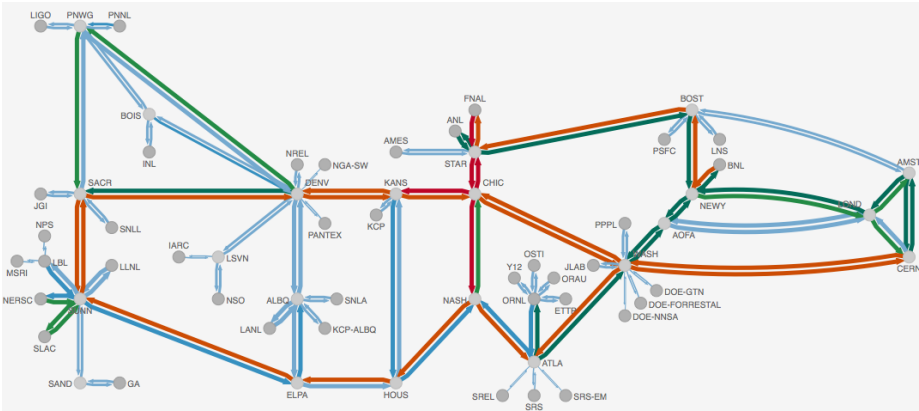 LIGO
PNWG
PNNL
FNAL
BOST
BOIS
ANL
AMES
STAR
PSFC
LNS
INL
NREL
NGA-SW
BNL
AMST
SACR
DENV
KANS
CHIC
JGI
NEWY
LOND
NPS
SNLL
PANTEX
KCP
PPPL
AOFA
IARC
OSTI
WASH
MSRI
LBL
LLNL
LSVN
Y12
ORAU
JLAB
CERN
NERSC
SUNN
NSO
ALBQ
SNLA
NASH
ORNL
ETTP
DOE-GTN
DOE-FORRESTAL
DOE-NNSA
SLAC
LANL
KCP-ALBQ
ATLA
SAND
GA
ELPA
HOUS
SREL
SRS
SRS-EM